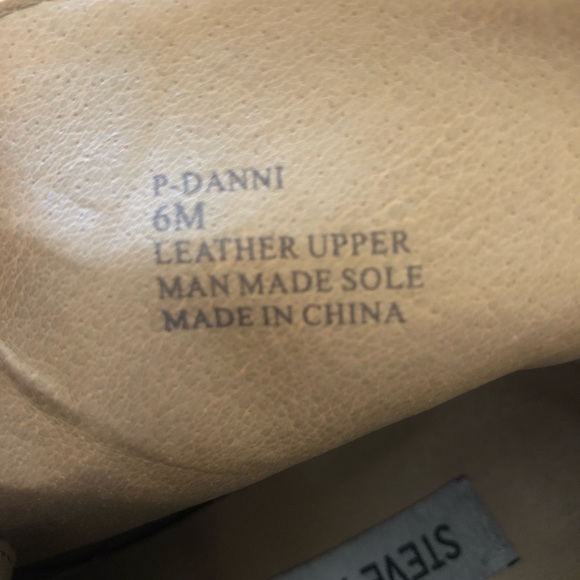 P-DANNI
6M
LEATHER UPPER
MAN MADE SOLE
MADE IN CHINA
STEVE